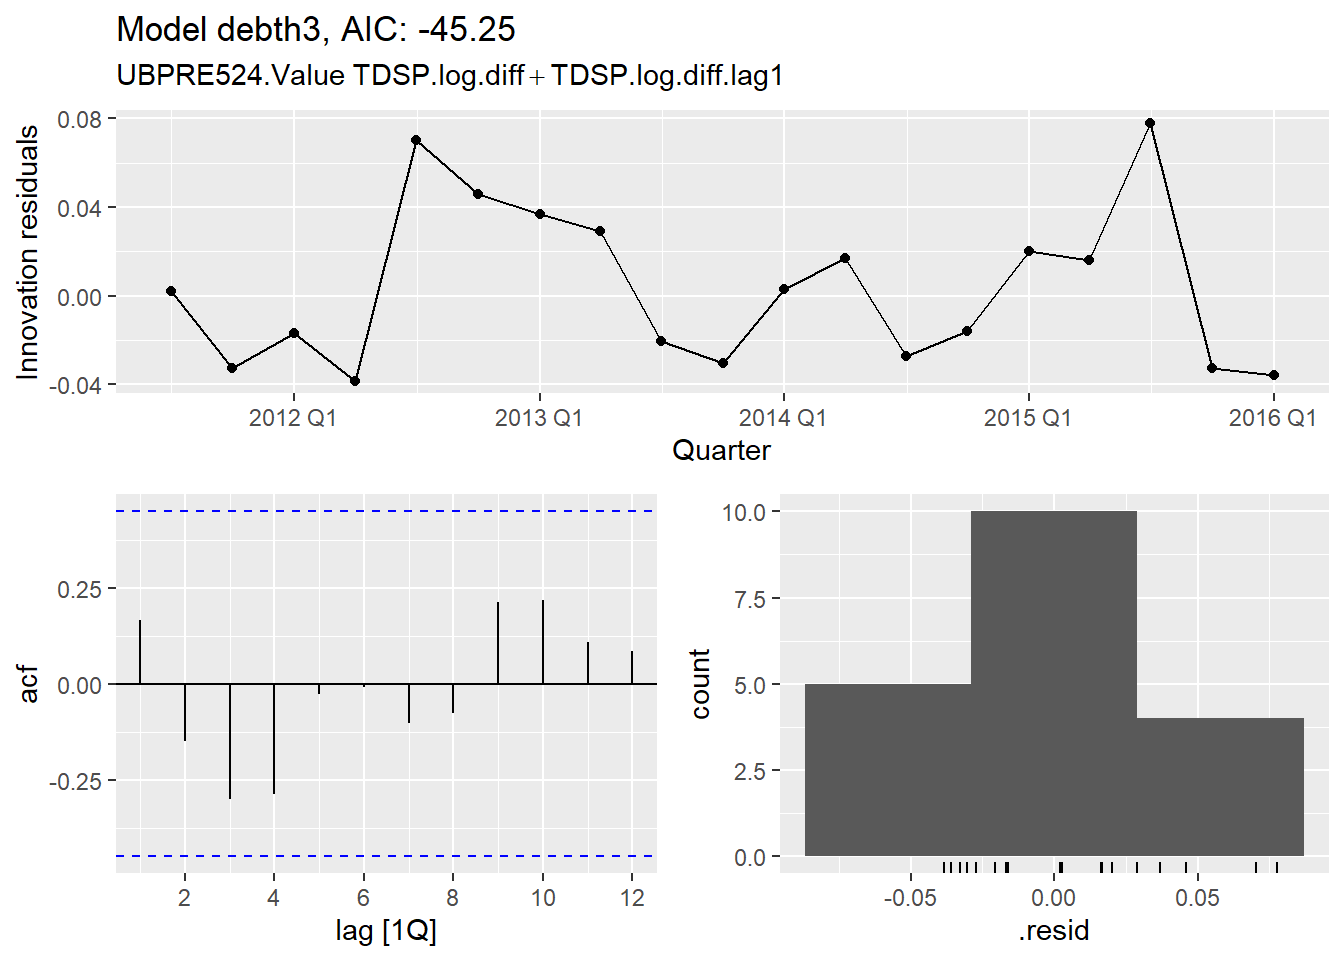 Model debth3, AIC: -45.25
UBPRE524.Value TDSP.log.diff + TDSP.log.diff.lag1
Innovation residuals
0.08
0.04
0.00
-0.04
2012 Q1
2013 Q1
2014 Q1
2015 Q1
2016 Q1
Quarter
acf
0.25
0.00
-0.25
2
4
6
8
10
12
lag [1Q]
count
10.0
7.5
5.0
2.5
0.0
-0.05
0.00
0.05
.resid